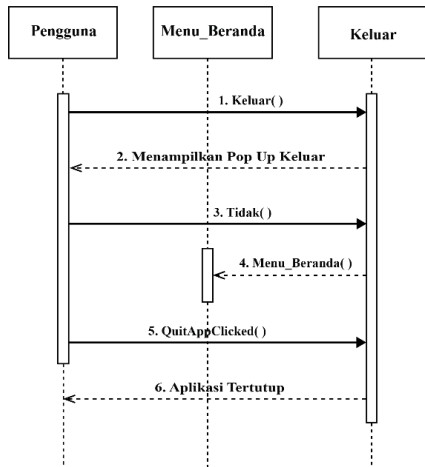 Pengguna
Menu_Beranda
Keluar
1. Keluar( )
2. Menampilkan Pop Up Keluar
3. Tidak( )
4. Menu_Beranda( )
5. QuitAppClicked( )
6. Aplikasi Tertutup